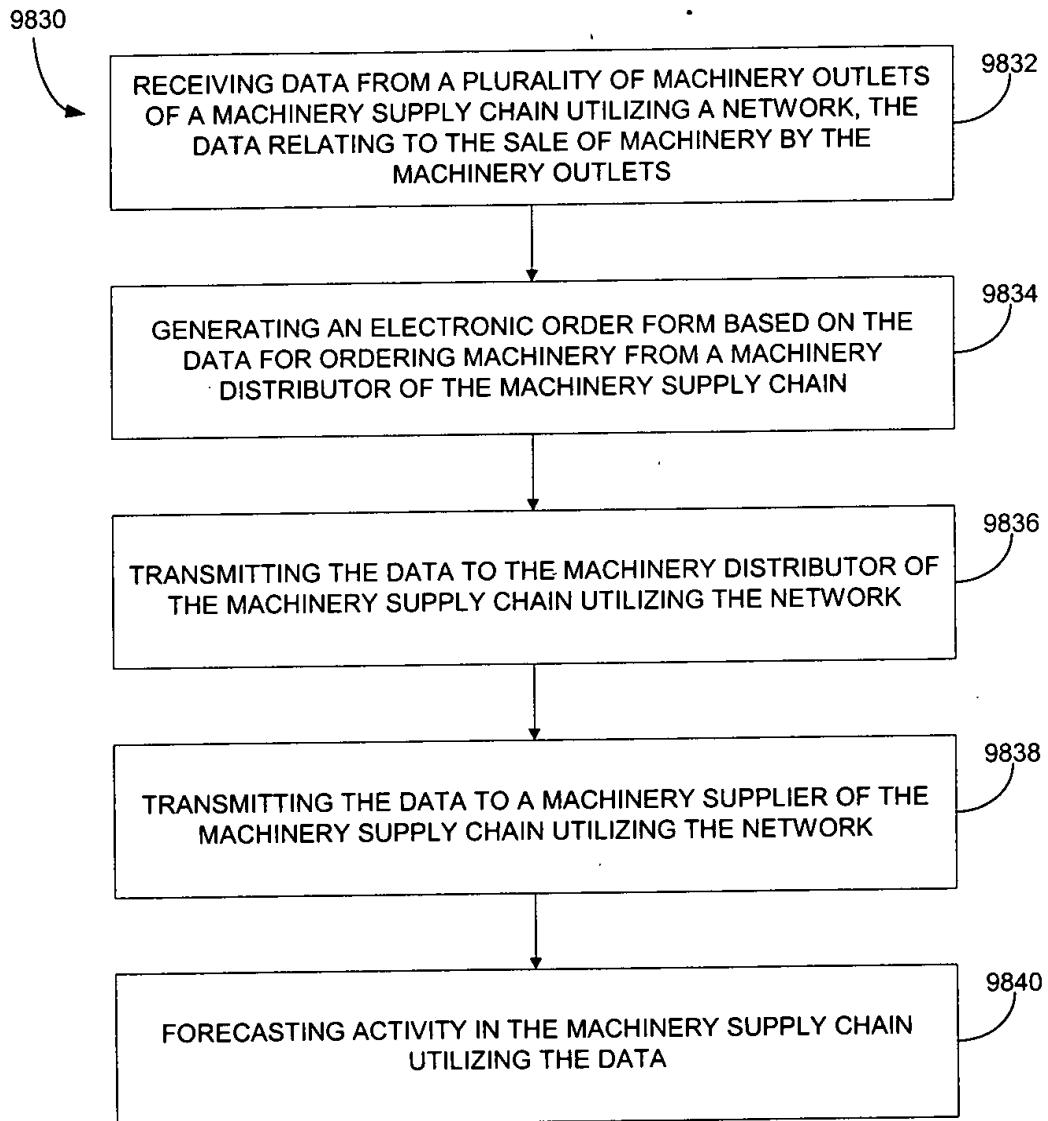 9830
RECEIVING DATA FROM A PLURALITY OF MACHINERY OUTLETS
OF A MACHINERY SUPPLY CHAIN UTILIZING A NETWORK, THE
DATA RELATING TO THE SALE OF MACHINERY BY THE
MACHINERY OUTLETS
9832
GENERATING AN ELECTRONIC ORDER FORM BASED ON THE
DATA FOR ORDERING MACHINERY FROM A MACHINERY
DISTRIBUTOR OF THE MACHINERY SUPPLY CHAIN
9834
TRANSMITTING THE DATA TO THE MACHINERY DISTRIBUTOR OF
THE MACHINERY SUPPLY CHAIN UTILIZING THE NETWORK
9836
TRANSMITTING THE DATA TO A MACHINERY SUPPLIER OF THE
MACHINERY SUPPLY CHAIN UTILIZING THE NETWORK
9838
FORECASTING ACTIVITY IN THE MACHINERY SUPPLY CHAIN
UTILIZING THE DATA
9840